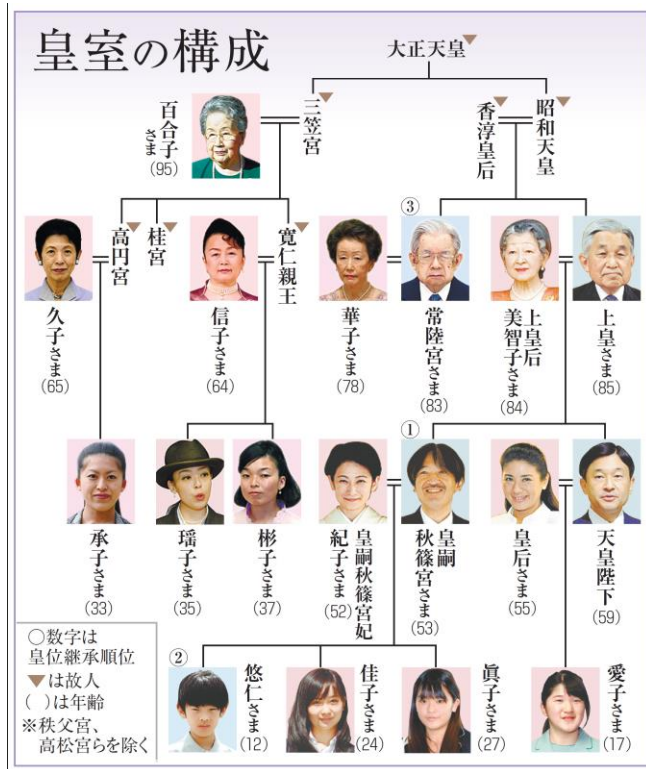 皇室の構成
大正天皇▼
昭和天皇▼
香淳皇后▼
三笠宮▼
百合子さま
(95)
③
上皇さま
(85)
上皇后
美智子さま
(84)
常陸宮さま
(83)
華子さま
(78)
寛仁親王▼
信子さま
(64)
桂宮▼
高円宮▼
久子さま
(65)
①
天皇陛下
(59)
皇后さま
(55)
皇嗣
秋篠宮さま
(53)
皇嗣秋篠宮妃
紀子さま
(52)
彬子さま
(37)
瑶子さま
(35)
承子さま
(33)
②
愛子さま
(17)
眞子さま
(27)
佳子さま
(24)
悠仁さま
(12)
○数字は
皇位継承順位
▼は故人
( )は年齢
※秩父宮、
高松宮らを除く